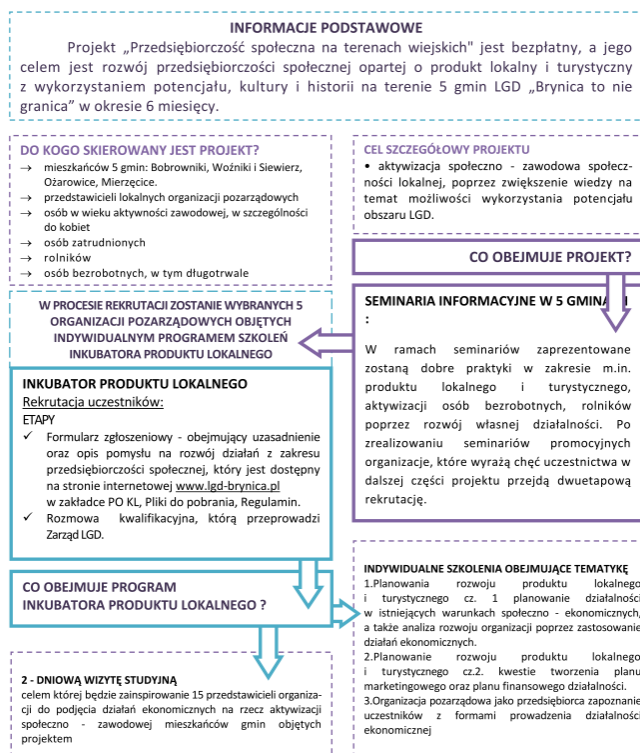 INFORMACJE PODSTAWOWE
Projekt „Przedsiębiorczość społeczna na terenach wiejskich" jest bezpłatny, a jego
celem jest rozwój przedsiębiorczości społecznej opartej o produkt lokalny i turystyczny
z wykorzystaniem potencjału, kultury i historii na terenie 5 gmin LGD „Brynica to nie
granica” w okresie 6 miesięcy.
DO KOGO SKIEROWANY JEST PROJEKT?
→ mieszkańców 5 gmin: Bobrowniki, Woźniki i Siewierz,
Ożarowice, Mierzęcice.
→ przedstawicieli lokalnych organizacji pozarządowych
→ osób w wieku aktywności zawodowej, w szczególności
do kobiet
→ osób zatrudnionych
→ rolników
→ osób bezrobotnych, w tym długotrwale
CEL SZCZEGÓŁOWY PROJEKTU
• aktywizacja społeczno - zawodowa społecz-
ności lokalnej, poprzez zwiększenie wiedzy na
temat możliwości wykorzystania potencjału
obszaru LGD.
CO OBEJMUJE PROJEKT?
SEMINARIA INFORMACYJNE W 5 GMINACH
:
W ramach seminariów zaprezentowane
zostaną dobre praktyki w zakresie m.in.
produktu lokalnego i turystycznego,
aktywizacji osób bezrobotnych, rolników
poprzez rozwój własnej działalności. Po
zrealizowaniu seminariów promocyjnych
organizacje, które wyrażą chęć uczestnictwa w
dalszej części projektu przejdą dwuetapową
rekrutację.
W PROCESIE REKRUTACJI ZOSTANIE WYBRANYCH 5
ORGANIZACJI POZARZĄDOWYCH OBJĘTYCH
INDYWIDUALNYM PROGRAMEM SZKOLEŃ
INKUBATORA PRODUKTU LOKALNEGO
INKUBATOR PRODUKTU LOKALNEGO
Rekrutacja uczestników:
ETAPY
✓ Formularz zgłoszeniowy - obejmujący uzasadnienie
oraz opis pomysłu na rozwój działań z zakresu
przedsiębiorczości społecznej, który jest dostępny
na stronie internetowej www.lgd-brynica.pl
w zakładce PO KL, Pliki do pobrania, Regulamin.
✓ Rozmowa kwalifikacyjna, którą przeprowadzi
Zarząd LGD.
CO OBEJMUJE PROGRAM
INKUBATORA PRODUKTU LOKALNEGO ?
INDYWIDUALNE SZKOLENIA OBEJMUJĄCE TEMATYKĘ
1.Planowania rozwoju produktu lokalnego
i turystycznego cz. 1 planowanie działalności
w istniejących warunkach społeczno - ekonomicznych,
a także analiza rozwoju organizacji poprzez zastosowanie
działań ekonomicznych.
2.Planowanie rozwoju produktu lokalnego
i turystycznego cz.2. kwestie tworzenia planu
marketingowego oraz planu finansowego działalności.
3.Organizacja pozarządowa jako przedsiębiorca zapoznanie
uczestników z formami prowadzenia działalności
ekonomicznej
2 - DNIOWĄ WIZYTĘ STUDYJNĄ
celem której będzie zainspirowanie 15 przedstawicieli organiza-
cji do podjęcia działań ekonomicznych na rzecz aktywizacji
społeczno - zawodowej mieszkańców gmin objętych
projektem